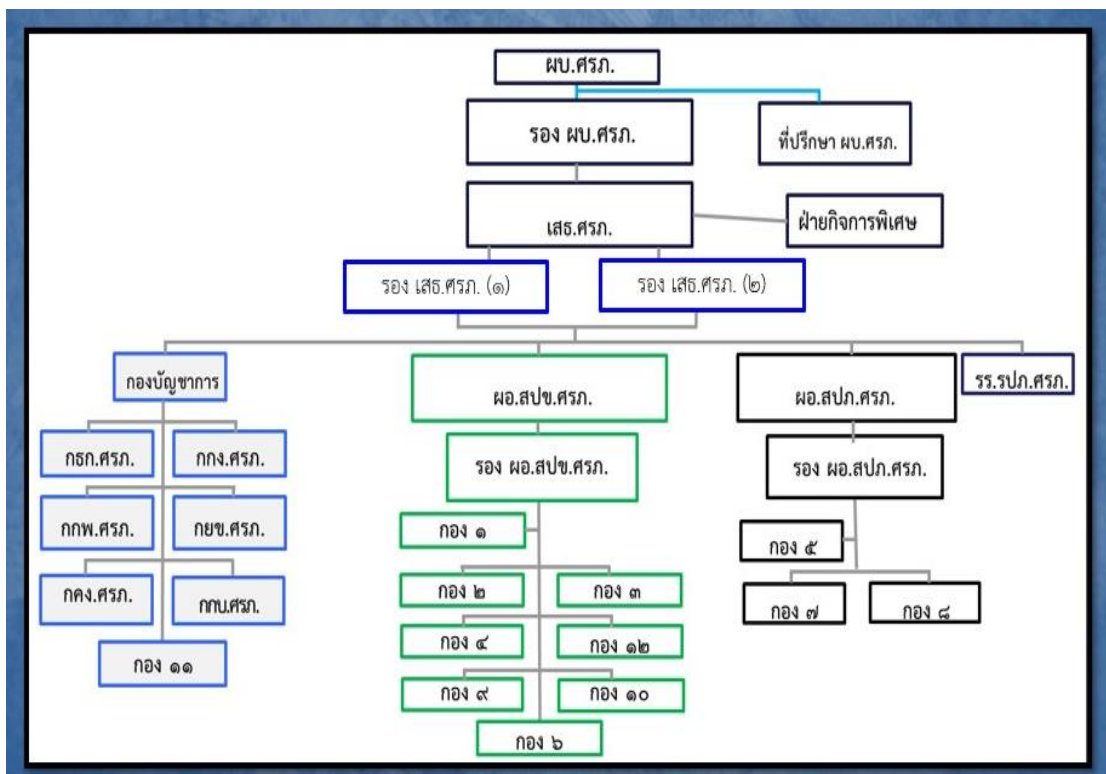 ผบ.ศรภ.
รอง ผบ.ศรภ.
ที่ปรึกษา ผบ.ศรภ.
เสธ.ศรภ.
ฝ่ายกิจการพิเศษ
รอง เสธ.ศรภ. (๑)
รอง เสธ.ศรภ. (๒)
กองบัญชาการ
ผอ.สปข.ศรภ.
ผอ.สปภ.ศรภ.
รร.รปภ.ศรภ.
กธก.ศรภ.
กกง.ศรภ.
รอง ผอ.สปข.ศรภ.
รอง ผอ.สปภ.ศรภ.
กกพ.ศรภ.
กยข.ศรภ.
กอง ๑
กอง ๕
กคง.ศรภ.
กกบ.ศรภ.
กอง ๒
กอง ๓
กอง ๗
กอง ๘
กอง ๔
กอง ๑๒
กอง ๑๑
กอง ๙
กอง ๑๐
กอง ๖